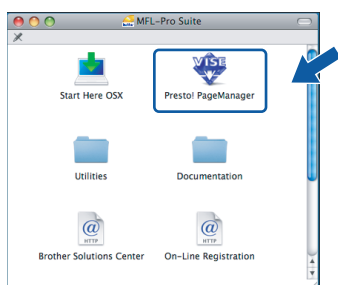 MFL-Pro Suite
VISE
Start Here OSX
Presto! PageManager
Utilities
Documentation
@
HTTP
@
HTTP
Brother Solutions Center
On-Line Registration